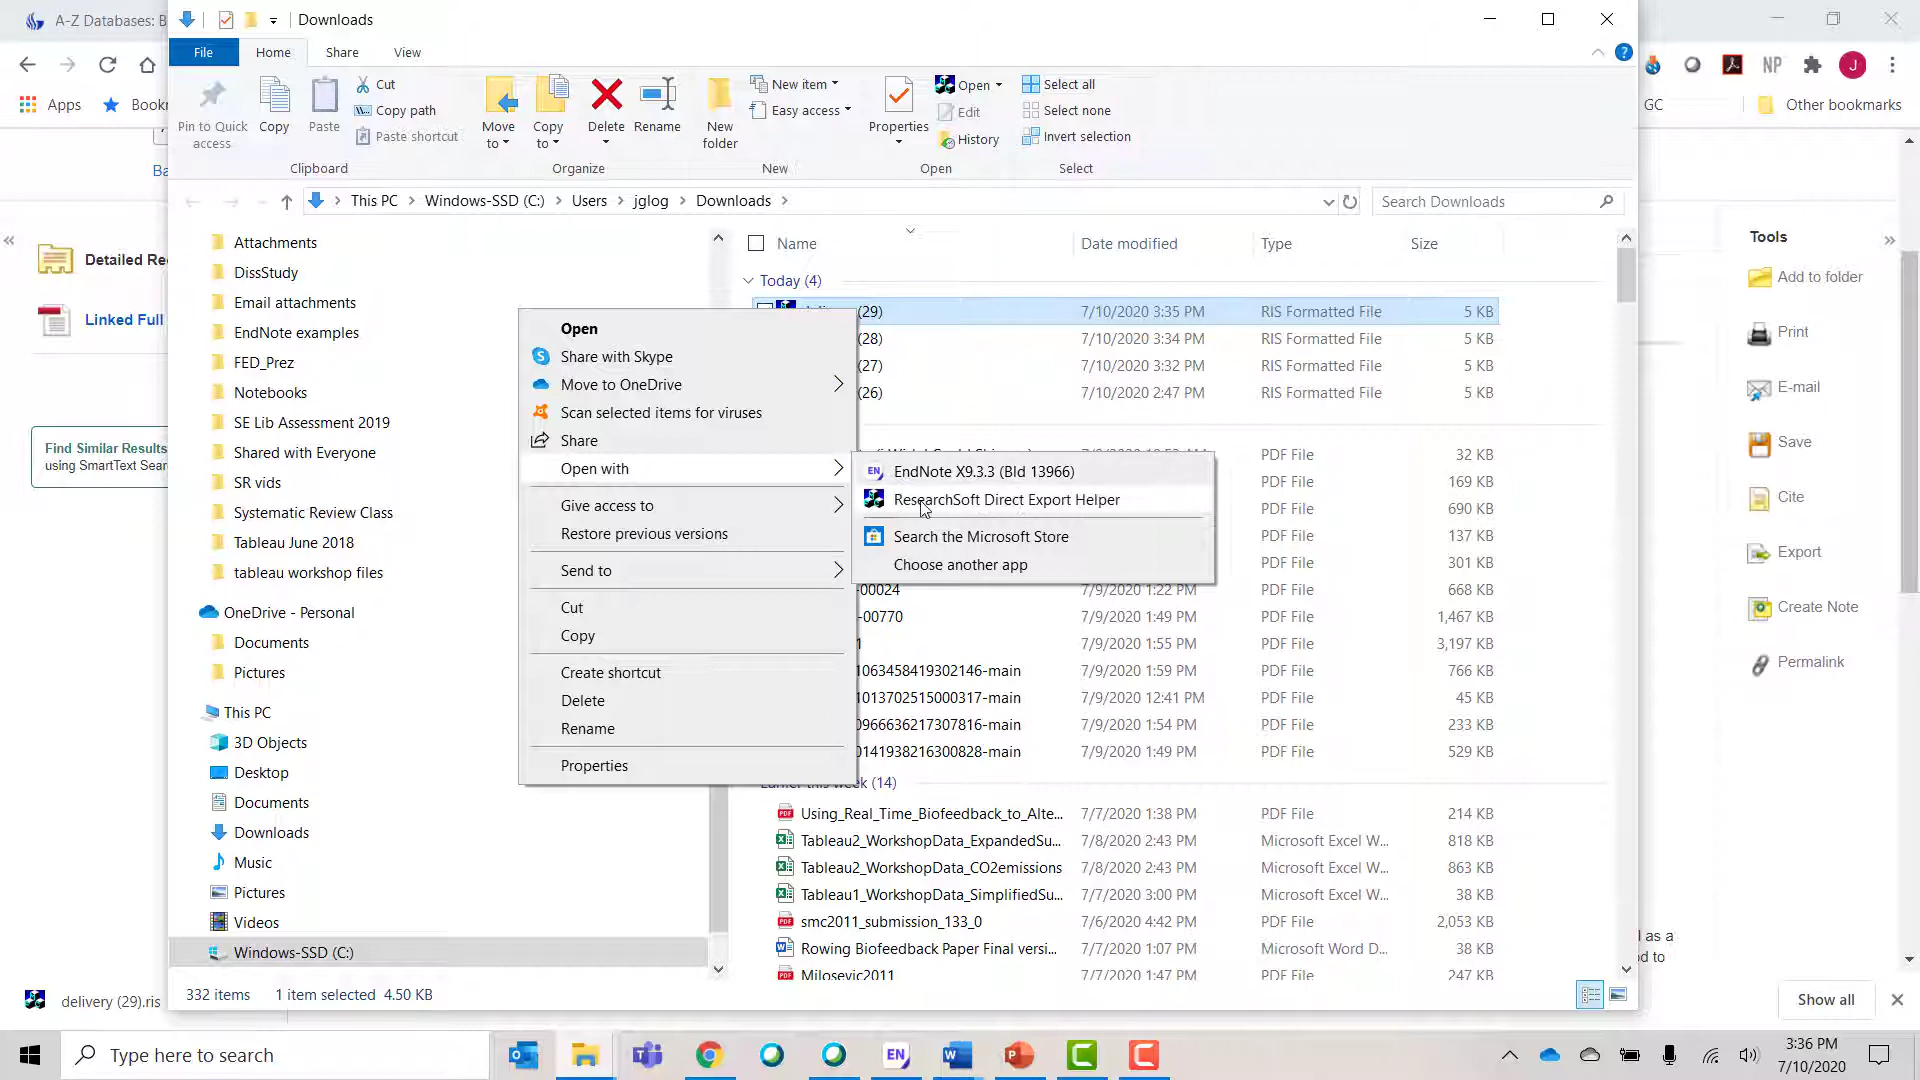 A-Z Databases: B
Downloads
File
Home
Share
View
Pin to Quick access
Copy
Paste
Cut
Copy path
Paste shortcut
Clipboard
Move to
Copy to
Delete
Rename
Organize
New folder
New item
Easy access
New
Properties
Open
Edit
History
Open
Select all
Select none
Invert selection
Select
Apps
Bookn
NP
J
GC
Other bookmarks
This PC
Windows-SSD (C:)
Users
jglog
Downloads
Search Downloads
Ba
Detailed Re
Linked Full
Find Similar Results
using SmartText Sear
Attachments
DissStudy
Email attachments
EndNote examples
FED_Prez
Notebooks
SE Lib Assessment 2019
Shared with Everyone
SR vids
Systematic Review Class
Tableau June 2018
tableau workshop files
OneDrive - Personal
Documents
Pictures
This PC
3D Objects
Desktop
Documents
Downloads
Music
Pictures
Videos
Windows-SSD (C:)
Name
Date modified
Type
Size
Today (4)
(29) 7/10/2020 3:35 PM RIS Formatted File 5 KB
(28) 7/10/2020 3:34 PM RIS Formatted File 5 KB
(27) 7/10/2020 3:32 PM RIS Formatted File 5 KB
(26) 7/10/2020 2:47 PM RIS Formatted File 5 KB
PDF File 32 KB
PDF File 169 KB
PDF File 690 KB
PDF File 137 KB
PDF File 301 KB
-00024 7/9/2020 1:22 PM PDF File 668 KB
-00770 7/9/2020 1:49 PM PDF File 1,467 KB
1 7/9/2020 1:55 PM PDF File 3,197 KB
1063458419302146-main 7/9/2020 1:59 PM PDF File 766 KB
1013702515000317-main 7/9/2020 12:41 PM PDF File 45 KB
0966636217307816-main 7/9/2020 1:54 PM PDF File 233 KB
0141938216300828-main 7/9/2020 1:49 PM PDF File 529 KB
Earlier this week (14)
Using_Real_Time_Biofeedback_to_Alte... 7/7/2020 1:38 PM PDF File 214 KB
Tableau2_WorkshopData_ExpandedSu... 7/8/2020 2:43 PM Microsoft Excel W... 818 KB
Tableau2_WorkshopData_CO2emissions 7/8/2020 2:43 PM Microsoft Excel W... 863 KB
Tableau1_WorkshopData_SimplifiedSu... 7/7/2020 3:00 PM Microsoft Excel W... 38 KB
smc2011_submission_133_0 7/6/2020 4:42 PM PDF File 2,053 KB
Rowing Biofeedback Paper Final versi... 7/7/2020 1:07 PM Microsoft Word D... 38 KB
Milosevic2011 7/7/2020 1:47 PM PDF File 247 KB
Open
Share with Skype
Move to OneDrive
Scan selected items for viruses
Share
Open with
Give access to
Restore previous versions
Send to
Cut
Copy
Create shortcut
Delete
Rename
Properties
EN EndNote X9.3.3 (Bld 13966)
ResearchSoft Direct Export Helper
Search the Microsoft Store
Choose another app
Tools
Add to folder
Print
E-mail
Save
Cite
Export
Create Note
Permalink
l as a
d to
332 items
1 item selected 4.50 KB
delivery (29).ris
Show all
Type here to search
EN
3:36 PM
7/10/2020